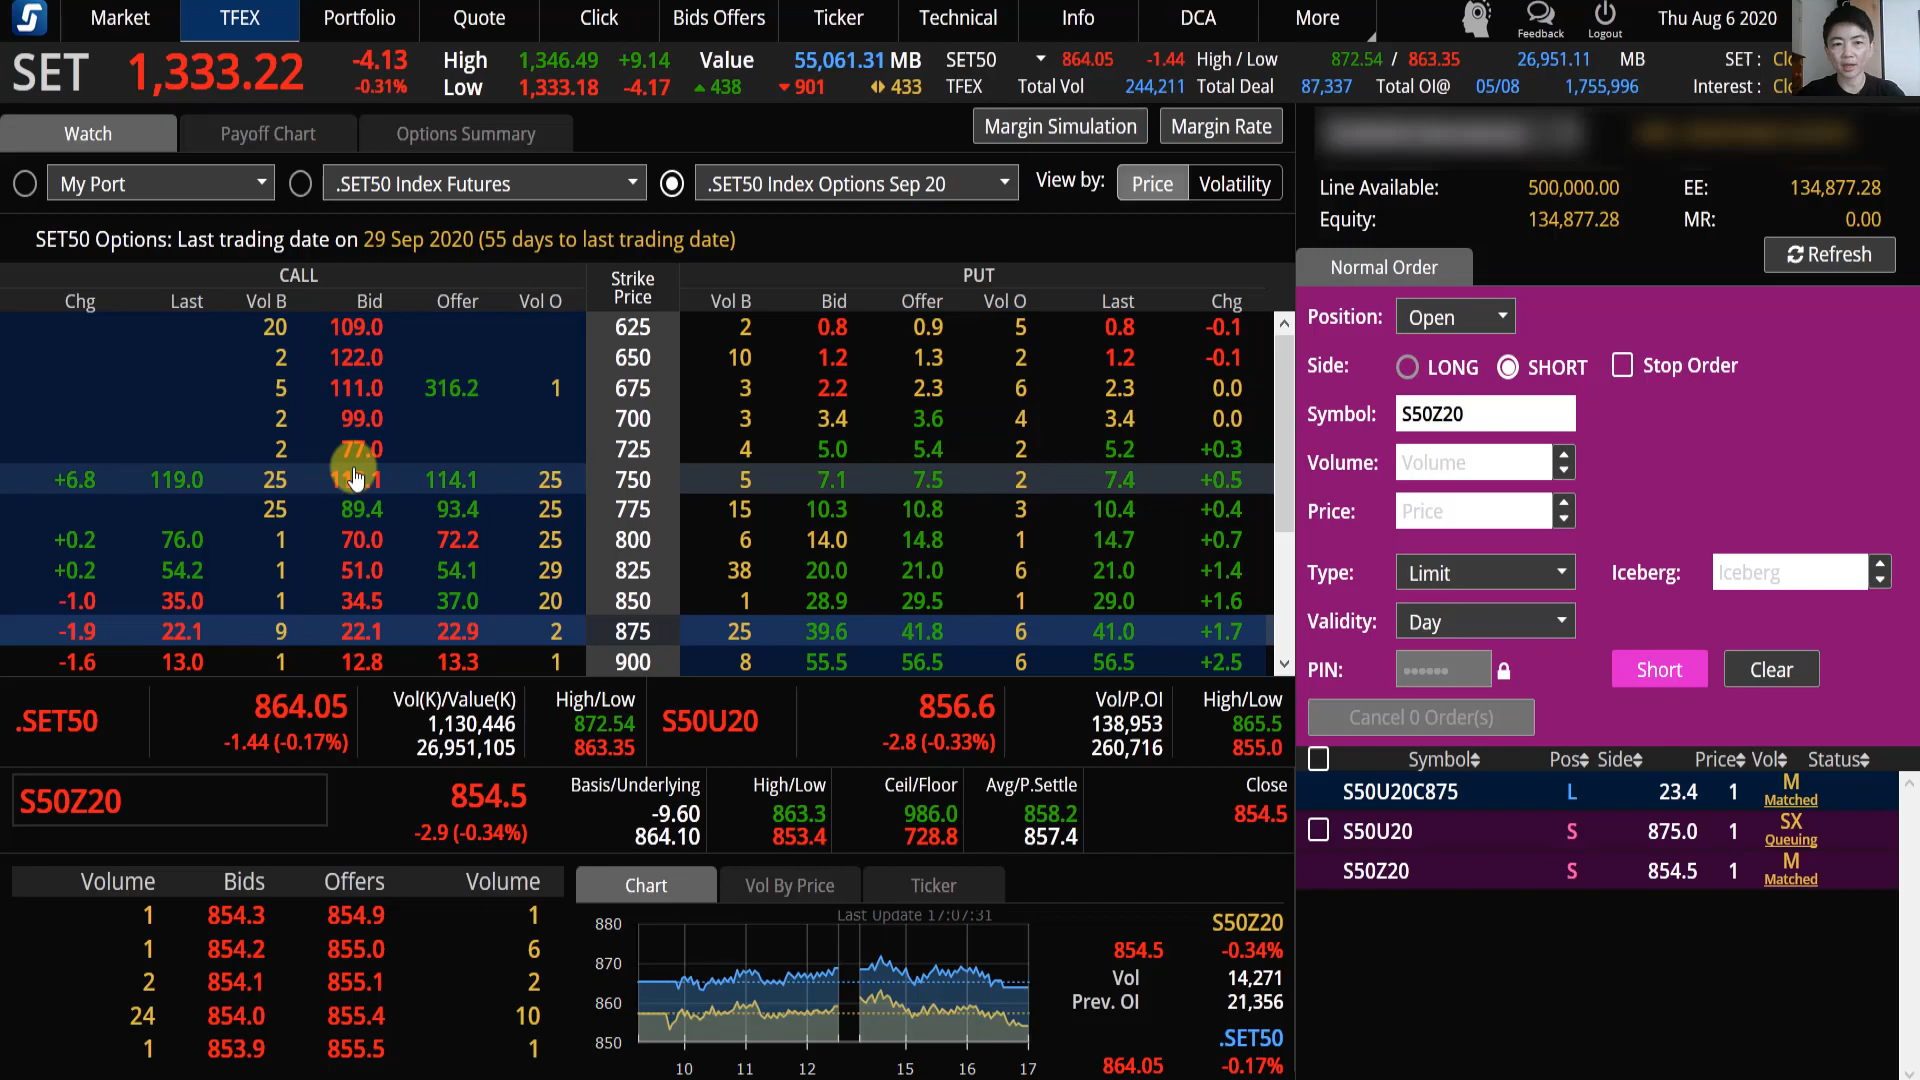 Market TFEX Portfolio Quote Click Bids Offers Ticker Technical Info DCA More Feedback Logout Thu Aug 6 2020
SET 1,333.22 -4.13 -0.31%
High 1,346.49 +9.14 Value 55,061.31 MB SET50 864.05 -1.44 High / Low 872.54 / 863.35 26,951.11 MB SET :
Low 1,333.18 -4.17 438 901 433 TFEX Total Vol 244,211 Total Deal 87,337 Total OI@ 05/08 1,755,996 Interest :
Watch Payoff Chart Options Summary Margin Simulation Margin Rate
My Port .SET50 Index Futures .SET50 Index Options Sep 20 View by: Price Volatility
SET50 Options: Last trading date on 29 Sep 2020 (55 days to last trading date)
CALL Strike Price PUT
Chg Last Vol B Bid Offer Vol O Vol B Bid Offer Vol O Last Chg
20 109.0 625 2 0.8 0.9 5 0.8 -0.1
2 122.0 650 10 1.2 1.3 2 1.2 -0.1
5 111.0 316.2 1 675 3 2.2 2.3 6 2.3 0.0
2 99.0 700 3 3.4 3.6 4 3.4 0.0
2 77.0 725 4 5.0 5.4 2 5.2 +0.3
+6.8 119.0 25 114.1 25 750 5 7.1 7.5 2 7.4 +0.5
25 89.4 93.4 25 775 15 10.3 10.8 3 10.4 +0.4
+0.2 76.0 1 70.0 72.2 25 800 6 14.0 14.8 1 14.7 +0.7
+0.2 54.2 1 51.0 54.1 29 825 38 20.0 21.0 6 21.0 +1.4
-1.0 35.0 1 34.5 37.0 20 850 1 28.9 29.5 1 29.0 +1.6
-1.9 22.1 9 22.1 22.9 2 875 25 39.6 41.8 6 41.0 +1.7
-1.6 13.0 1 12.8 13.3 1 900 8 55.5 56.5 6 56.5 +2.5
.SET50 864.05 -1.44 (-0.17%) Vol(K)/Value(K) 1,130,446 26,951,105 High/Low 872.54 863.35
S50U20 856.6 -2.8 (-0.33%) Vol/P.OI 138,953 260,716 High/Low 865.5 855.0
S50Z20 854.5 -2.9 (-0.34%)
Basis/Underlying High/Low Ceil/Floor Avg/P.Settle Close
-9.60 863.3 986.0 858.2 854.5
864.10 853.4 728.8 857.4
Volume Bids Offers Volume
1 854.3 854.9 1
1 854.2 855.0 6
2 854.1 855.1 2
24 854.0 855.4 10
1 853.9 855.5 1
Chart Vol By Price Ticker
Last Update 17:07:31
880
870
860
850
10 11 12 15 16 17
S50Z20
854.5 -0.34%
Vol 14,271
Prev. OI 21,356
.SET50
864.05 -0.17%
Line Available: 500,000.00 EE: 134,877.28
Equity: 134,877.28 MR: 0.00
Refresh
Normal Order
Position: Open
Side: LONG SHORT Stop Order
Symbol: S50Z20
Volume: Volume
Price: Price
Type: Limit Iceberg: Iceberg
Validity: Day
PIN: Short Clear
Cancel 0 Order(s)
Symbol Pos Side Price Vol Status
S50U20C875 L 23.4 1 M Matched
S50U20 S 875.0 1 SX Queuing
S50Z20 S 854.5 1 M Matched